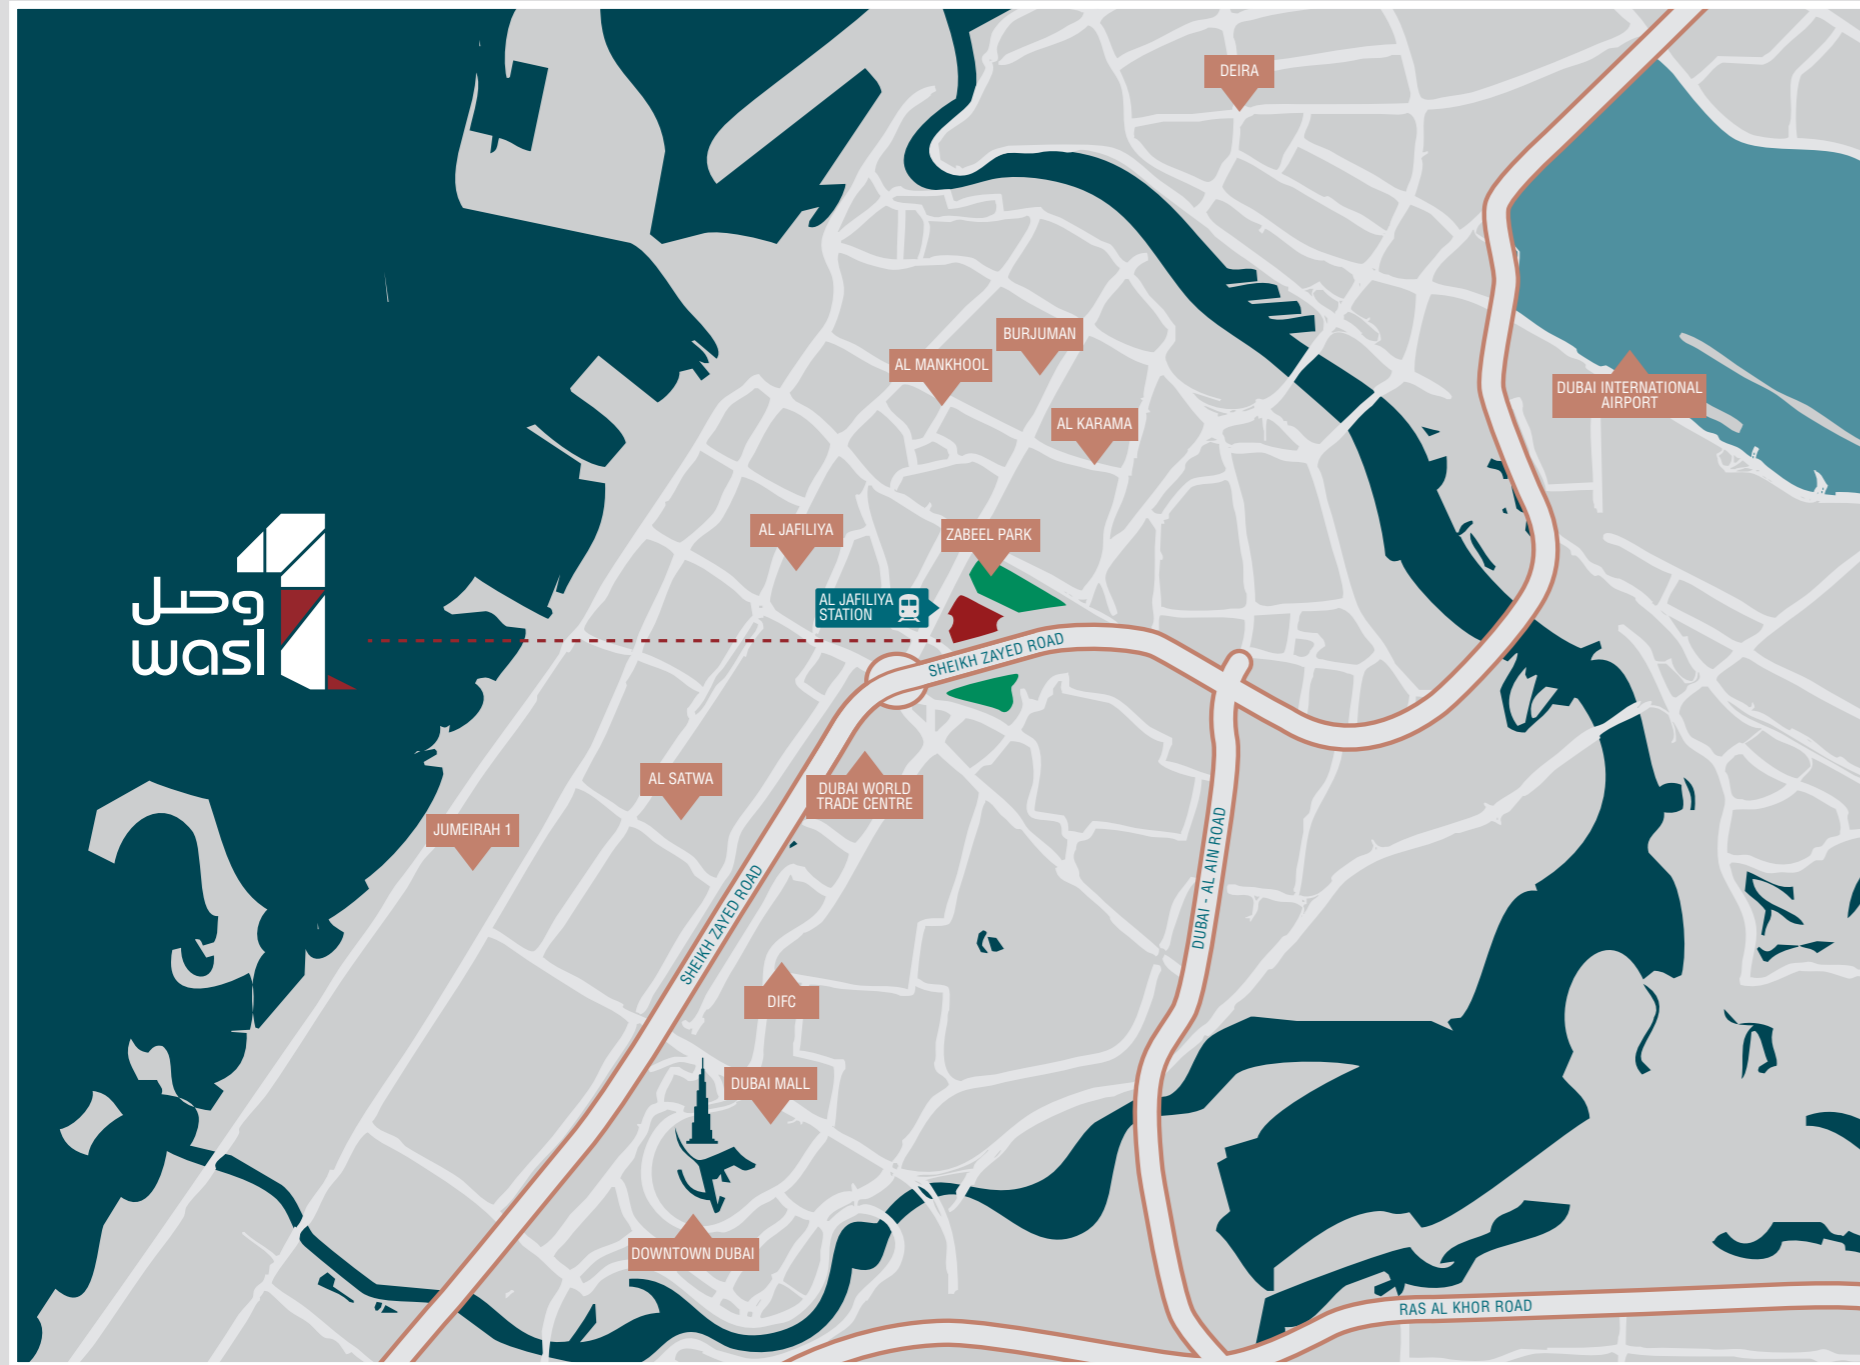 DEIRA
BURJUMAN
AL MANKHOOL
DUBAI INTERNATIONAL
AIRPORT
AL KARAMA
AL JAFILIYA
ZABEEL PARK
AL JAFILIYA
STATION
وصل
wasl
SHEIKH ZAYED ROAD
AL SATWA
DUBAI WORLD
TRADE CENTRE
JUMEIRAH 1
DUBAI - AL AIN ROAD
SHEIKH ZAYED ROAD
DIFC
DUBAI MALL
DOWNTOWN DUBAI
RAS AL KHOR ROAD